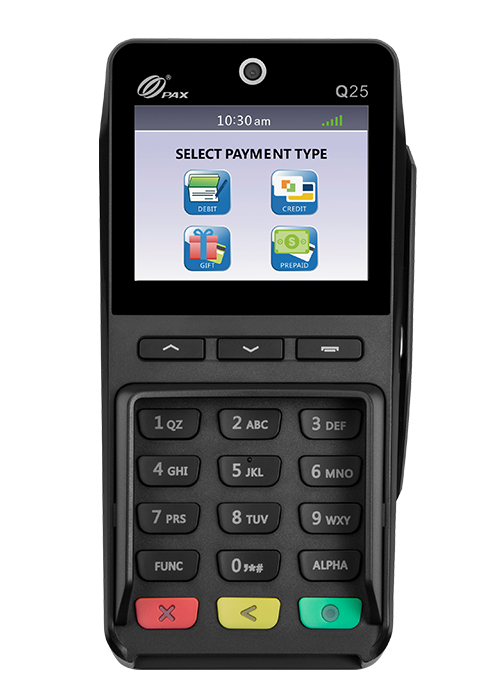 ® PAX
Q25
10:30 am
SELECT PAYMENT TYPE
DEBIT
CREDIT
GIFT
PREPAID
1 QZ
2 ABC
3 DEF
4 GHI
5 JKL
6 MNO
7 PRS
8 TUV
9 WXY
FUNC
0 ,*#
ALPHA